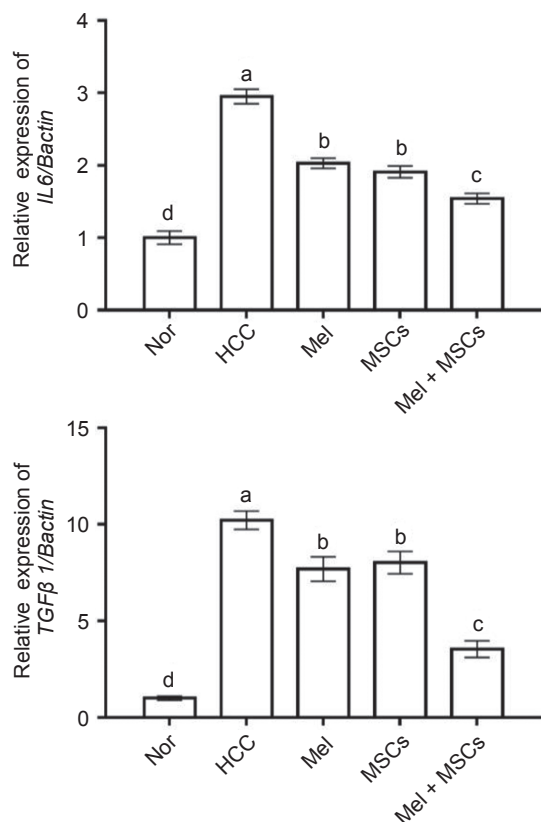 Relative expression of
IL6/Bactin
4
3
2
1
0
a
b
b
c
d
Nor
HCC
Mel
MSCs
Mel + MSCs
Relative expression of
TGFβ 1/Bactin
15
10
5
0
a
b
b
c
d
Nor
HCC
Mel
MSCs
Mel + MSCs